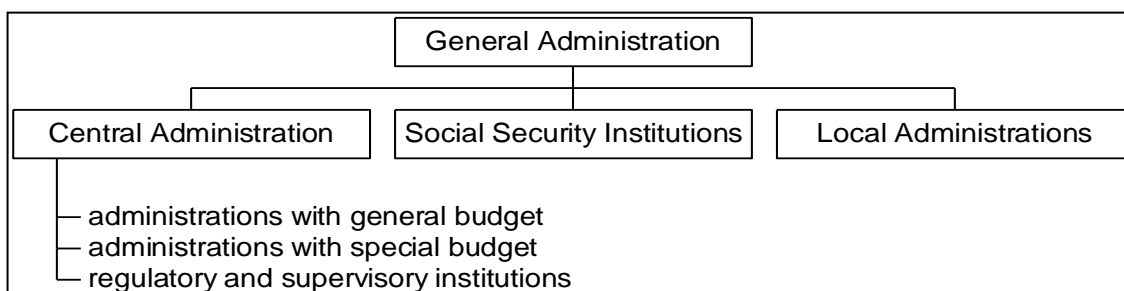 General Administration
Central Administration
Social Security Institutions
Local Administrations
administrations with general budget
administrations with special budget
regulatory and supervisory institutions